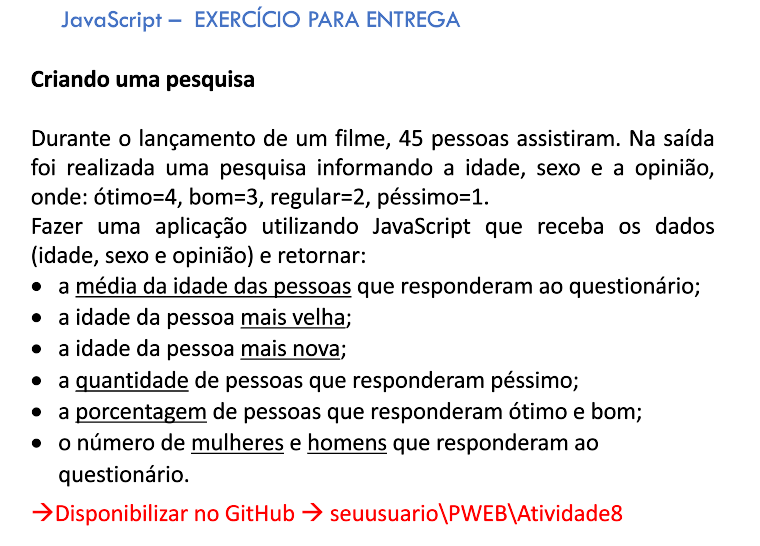 JavaScript – EXERCÍCIO PARA ENTREGA
Criando uma pesquisa
Durante o lançamento de um filme, 45 pessoas assistiram. Na saída
foi realizada uma pesquisa informando a idade, sexo e a opinião,
onde: ótimo=4, bom=3, regular=2, péssimo=1.
Fazer uma aplicação utilizando JavaScript que receba os dados
(idade, sexo e opinião) e retornar:
• a média da idade das pessoas que responderam ao questionário;
• a idade da pessoa mais velha;
• a idade da pessoa mais nova;
• a quantidade de pessoas que responderam péssimo;
• a porcentagem de pessoas que responderam ótimo e bom;
• o número de mulheres e homens que responderam ao
questionário.
→Disponibilizar no GitHub → seuusuario\PWEB\Atividade8